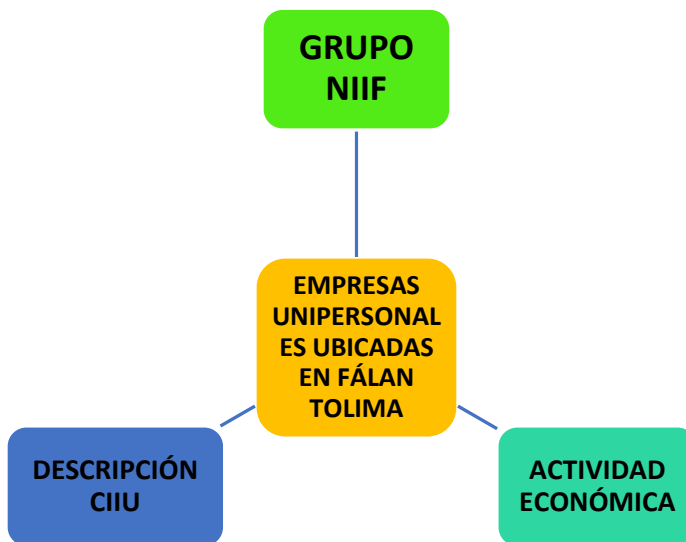 GRUPO
NIIF
EMPRESAS
UNIPERSONAL
ES UBICADAS
EN FÁLAN
TOLIMA
DESCRIPCIÓN
CIIU
ACTIVIDAD
ECONÓMICA